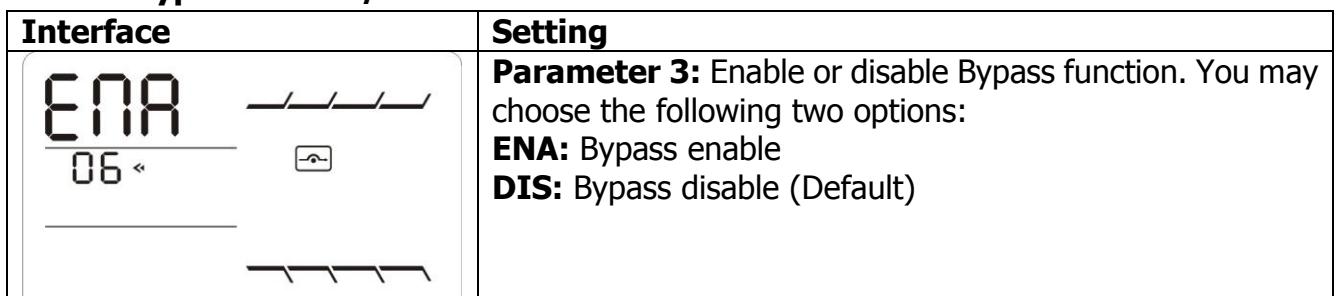 Interface
Setting
ENA
06 «
Parameter 3: Enable or disable Bypass function. You may
choose the following two options:
ENA: Bypass enable
DIS: Bypass disable (Default)